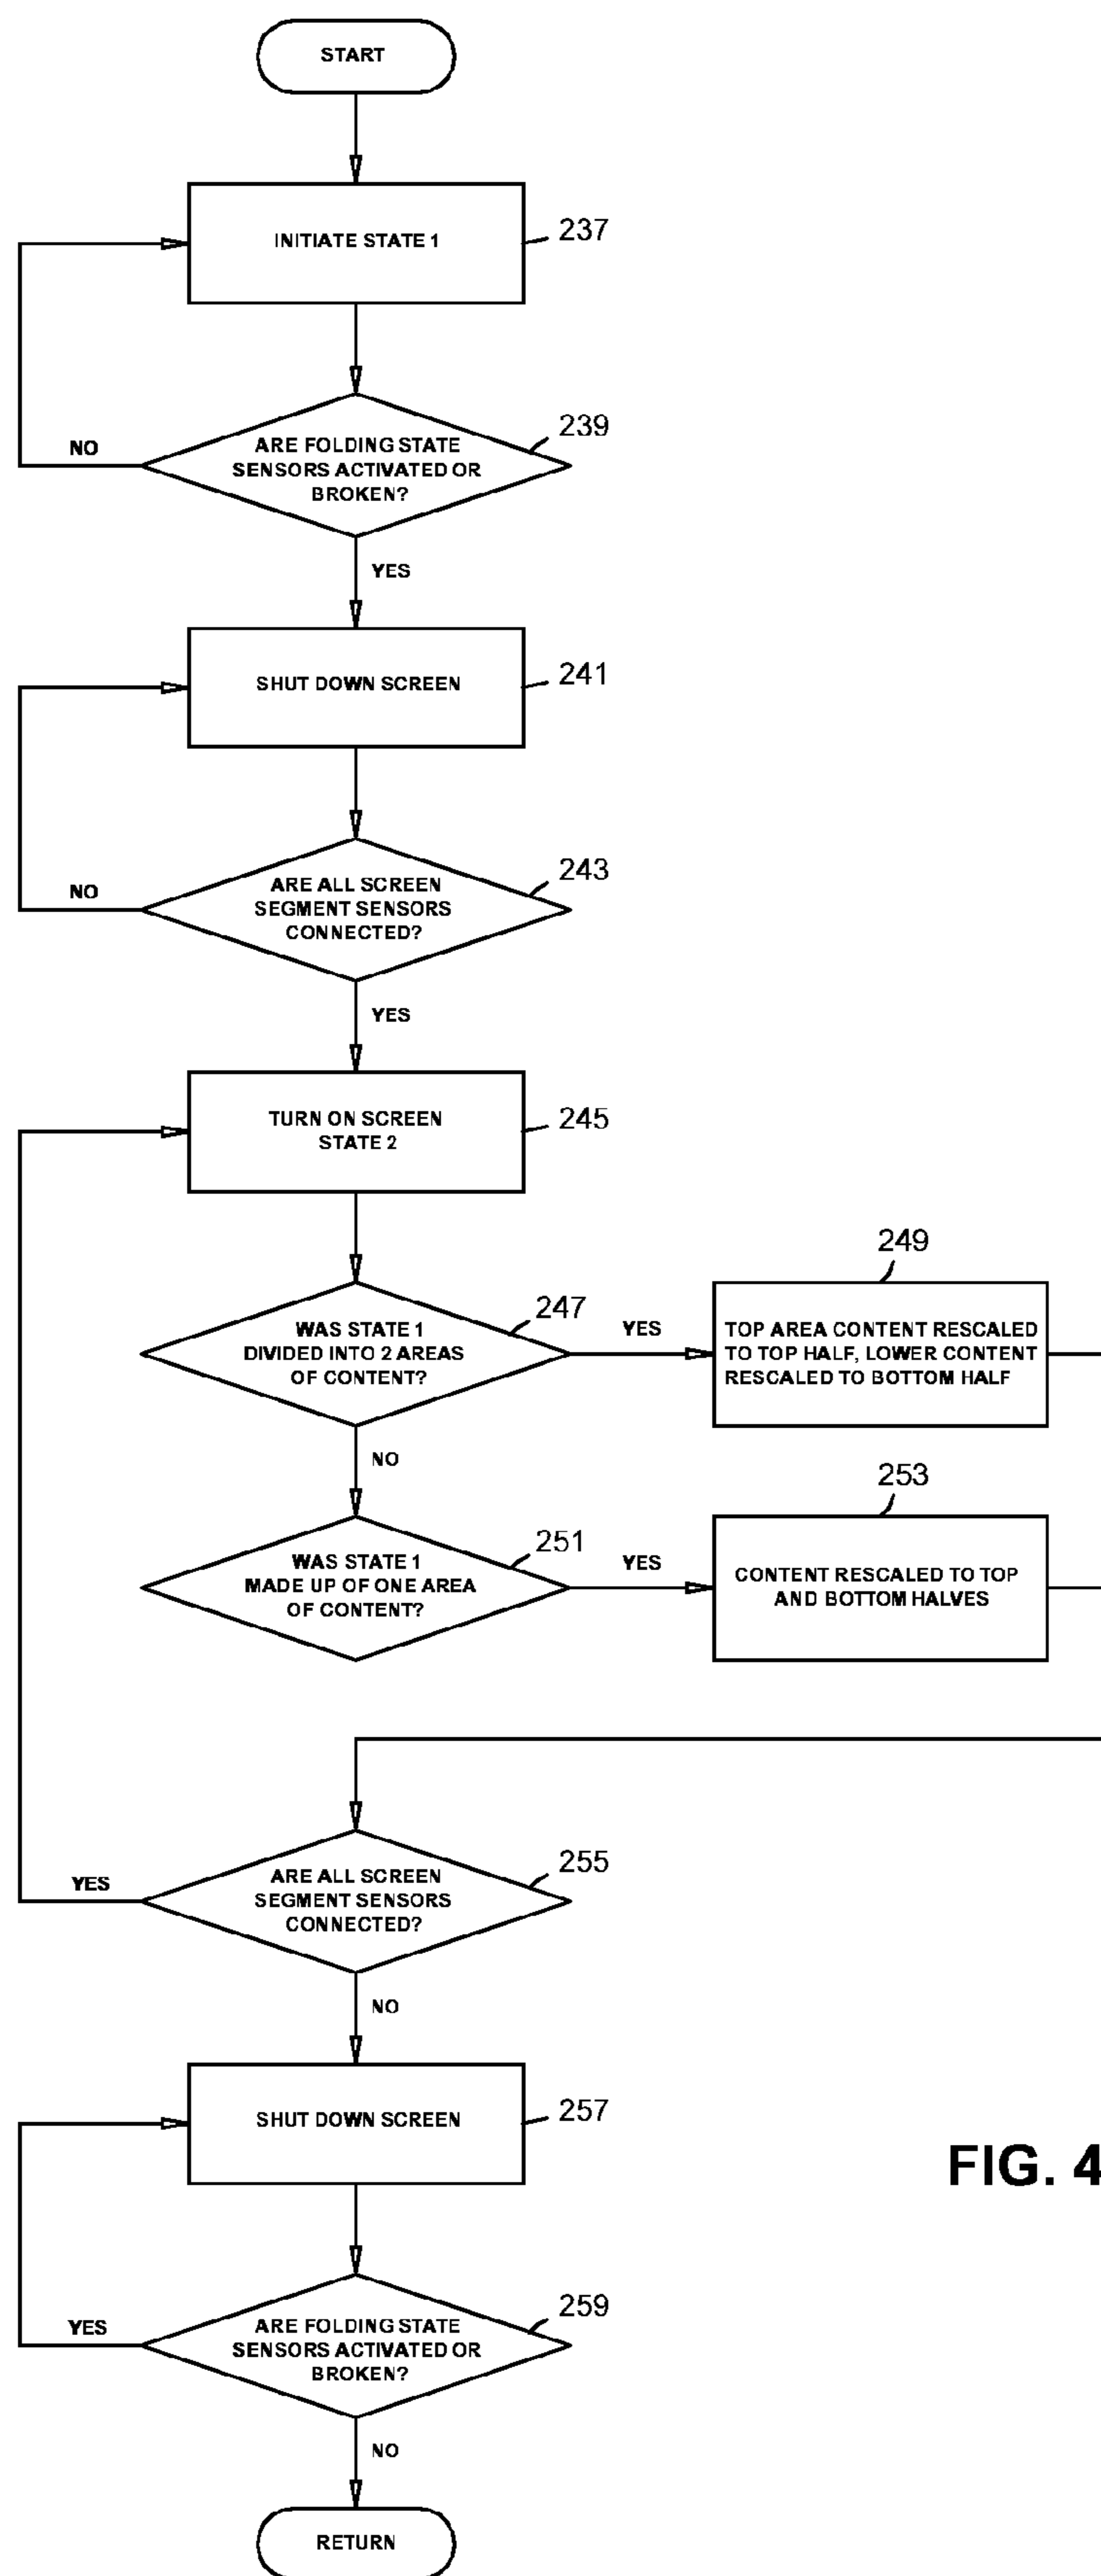 START
INITIATE STATE 1
237
ARE FOLDING STATE
SENSORS ACTIVATED OR
BROKEN?
239
NO
YES
SHUT DOWN SCREEN
241
ARE ALL SCREEN
SEGMENT SENSORS
CONNECTED?
243
NO
YES
TURN ON SCREEN
STATE 2
245
WAS STATE 1
DIVIDED INTO 2 AREAS
OF CONTENT?
247
YES
249
TOP AREA CONTENT RESCALED
TO TOP HALF, LOWER CONTENT
RESCALED TO BOTTOM HALF
NO
WAS STATE 1
MADE UP OF ONE AREA
OF CONTENT?
251
YES
253
CONTENT RESCALED TO TOP
AND BOTTOM HALVES
ARE ALL SCREEN
SEGMENT SENSORS
CONNECTED?
255
YES
NO
SHUT DOWN SCREEN
257
FIG. 4
ARE FOLDING STATE
SENSORS ACTIVATED OR
BROKEN?
259
YES
NO
RETURN